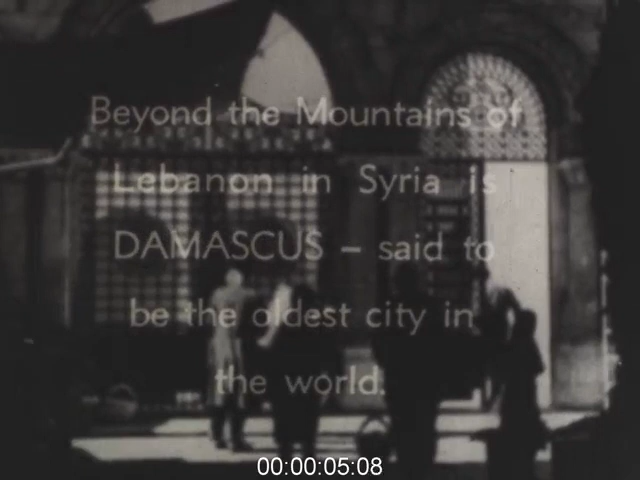 Beyond the Mountains of
Lebanon in Syria is
DAMASCUS – said to
be the oldest city in
the world.
00:00:05:08